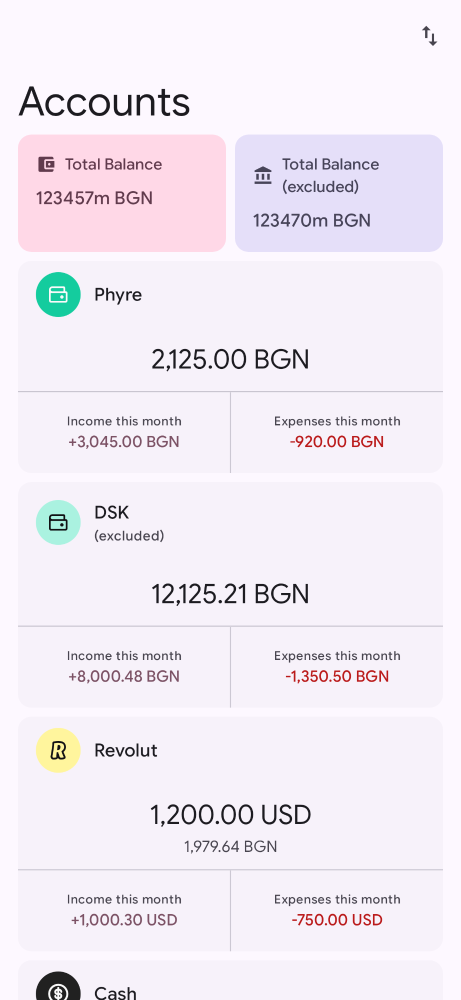 Accounts
Total Balance
123457m BGN
Total Balance
(excluded)
123470m BGN
Phyre
2,125.00 BGN
Income this month
+3,045.00 BGN
Expenses this month
-920.00 BGN
DSK
(excluded)
12,125.21 BGN
Income this month
+8,000.48 BGN
Expenses this month
-1,350.50 BGN
R
Revolut
1,200.00 USD
1,979.64 BGN
Income this month
+1,000.30 USD
Expenses this month
-750.00 USD
Cash